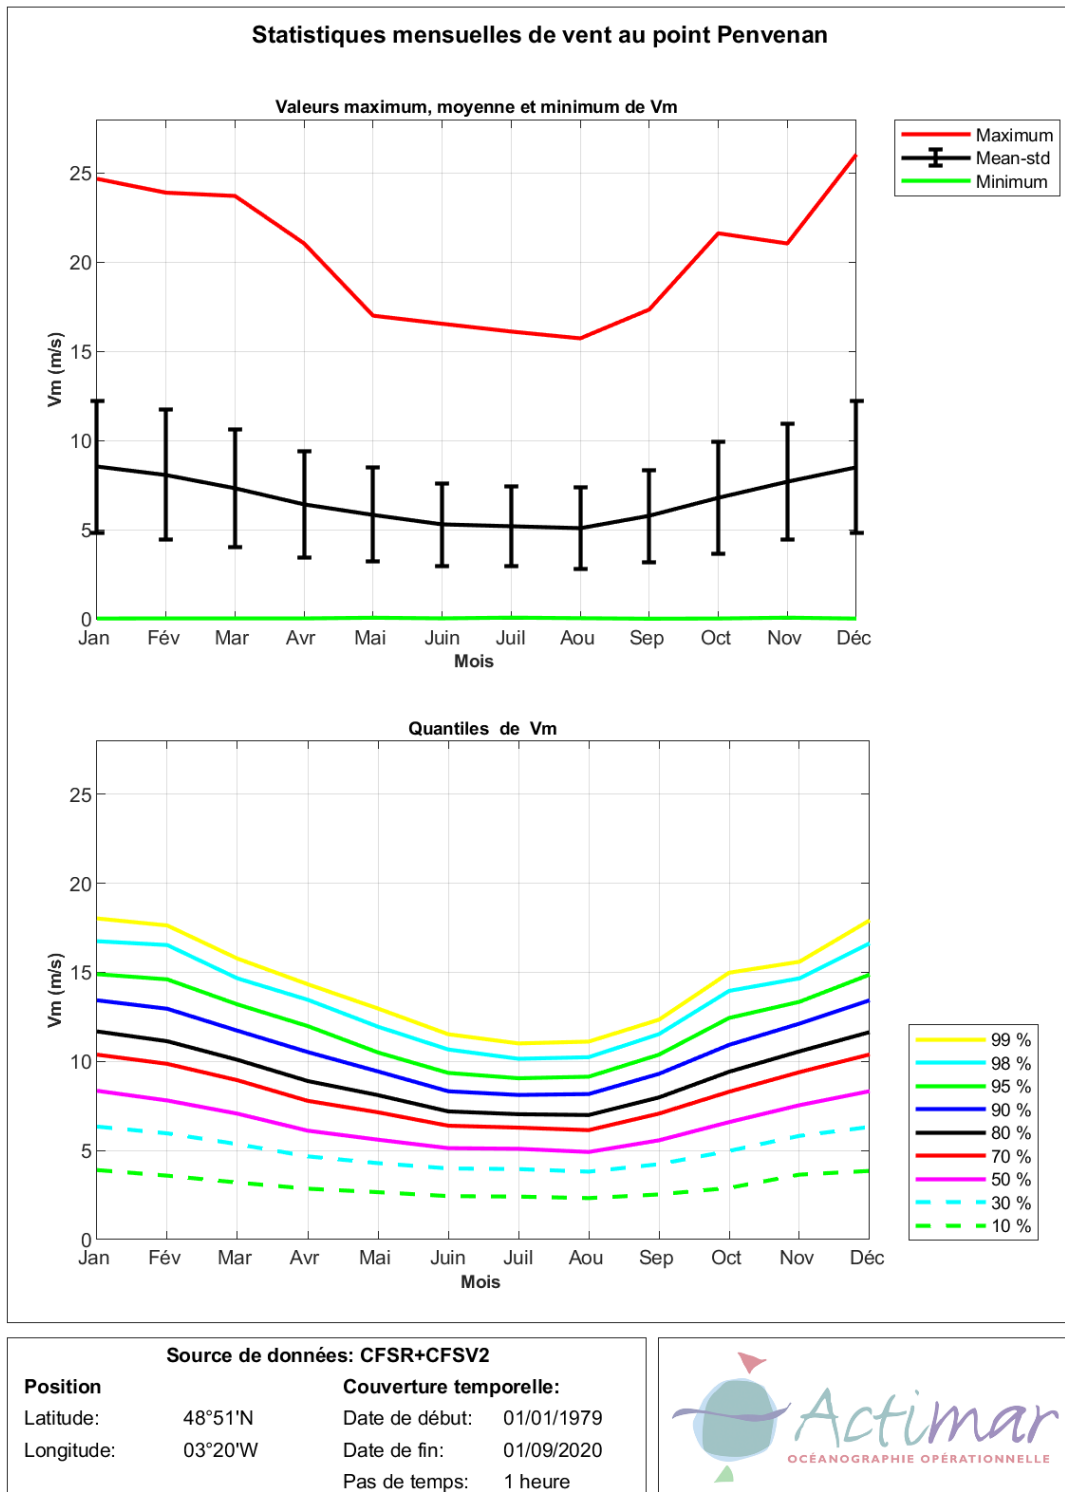 Statistiques mensuelles de vent au point Penvenan
Valeurs maximum, moyenne et minimum de Vm
Maximum
Mean-std
Minimum
25
20
15
10
5
0
Vm (m/s)
Jan Fév Mar Avr Mai Juin Juil Aou Sep Oct Nov Déc
Mois
Quantiles de Vm
25
20
15
10
5
0
Vm (m/s)
99 %
98 %
95 %
90 %
80 %
70 %
50 %
30 %
10 %
Jan Fév Mar Avr Mai Juin Juil Aou Sep Oct Nov Déc
Mois
Source de données: CFSR+CFSV2
Position
Latitude: 48°51'N
Longitude: 03°20'W
Couverture temporelle:
Date de début: 01/01/1979
Date de fin: 01/09/2020
Pas de temps: 1 heure
Actimar
OCÉANOGRAPHIE OPÉRATIONNELLE